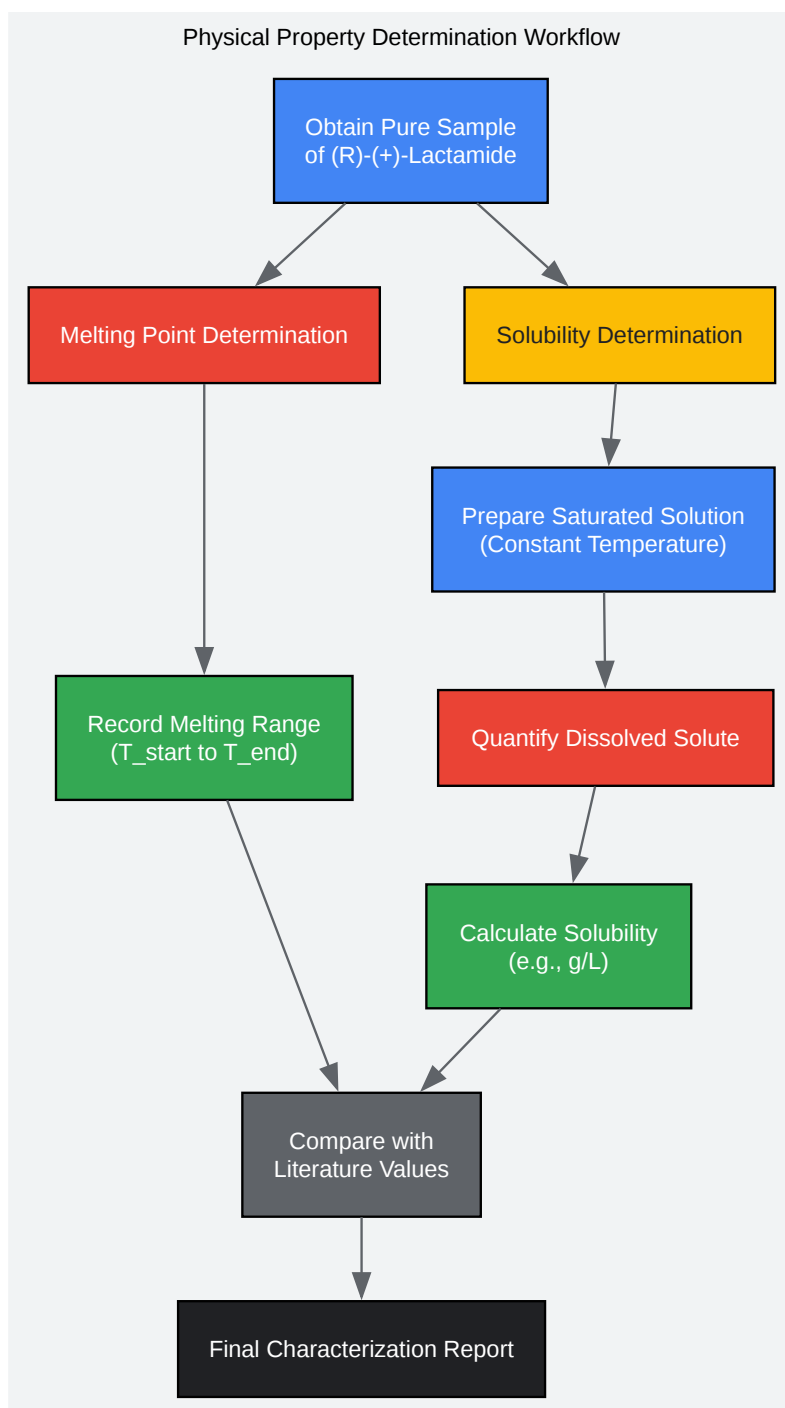 Physical Property Determination Workflow
Obtain Pure Sample
of (R)-(+)-Lactamide
Melting Point Determination
Solubility Determination
Prepare Saturated Solution
(Constant Temperature)
Record Melting Range
(T_start to T_end)
Quantify Dissolved Solute
Calculate Solubility
(e.g., g/L)
Compare with
Literature Values
Final Characterization Report